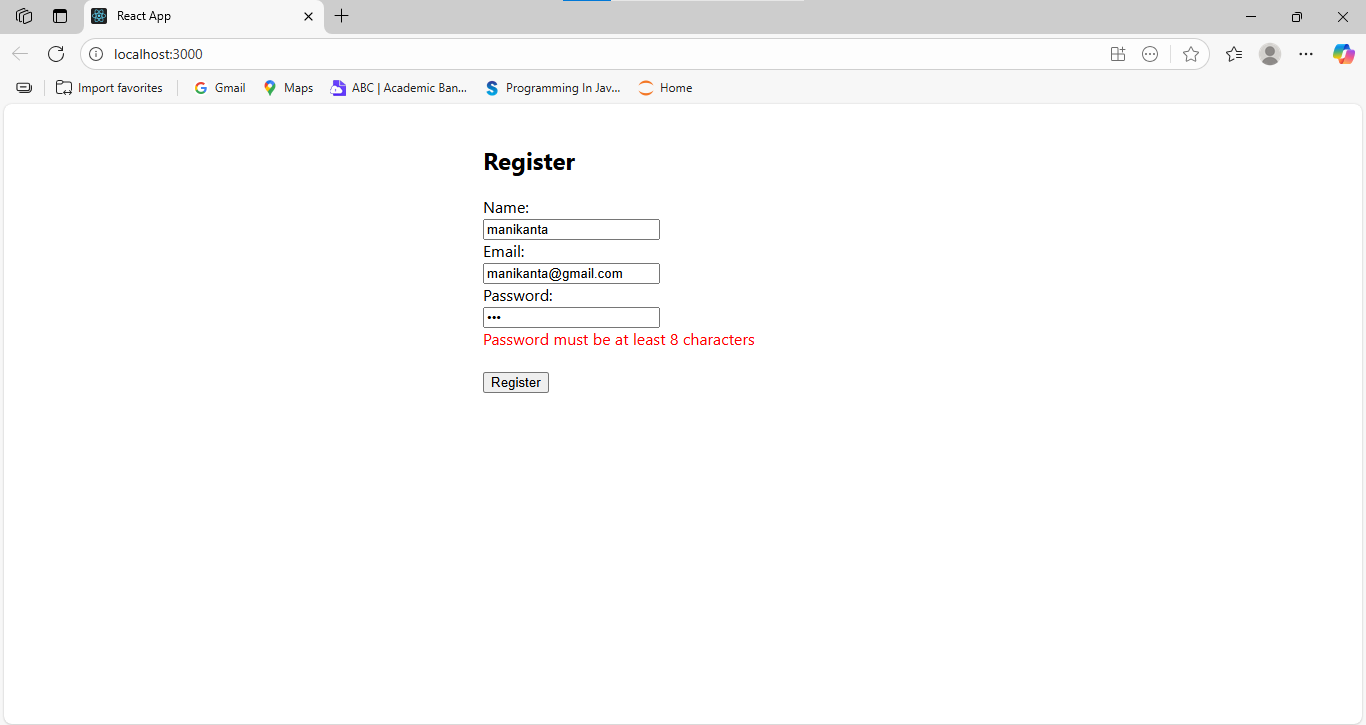 React App
localhost:3000
Import favorites
Gmail
Maps
ABC | Academic Ban...
Programming In Jav...
Home
Register
Name:
manikanta
Email:
manikanta@gmail.com
Password:
•••
Password must be at least 8 characters
Register